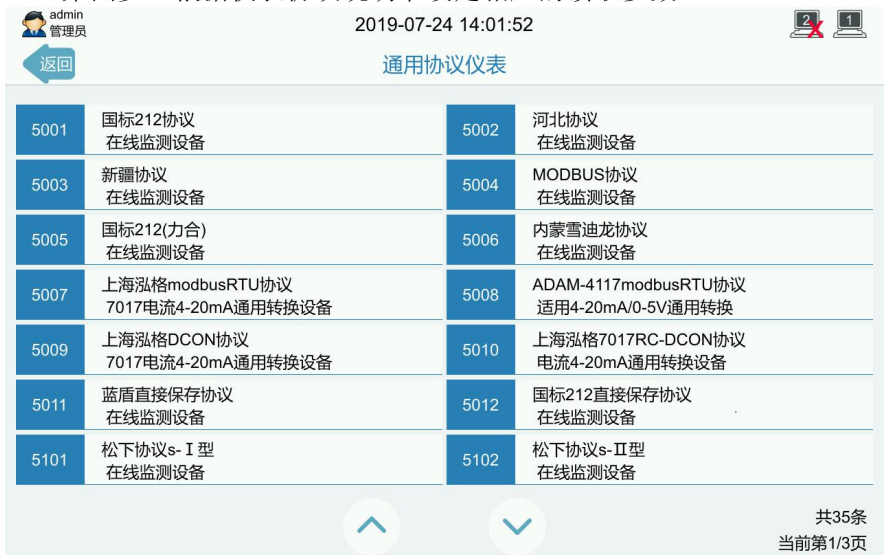 admin
管理员
2019-07-24 14:01:52
2
1
返回
通用协议仪表
5001
国标212协议
在线监测设备
5002
河北协议
在线监测设备
5003
新疆协议
在线监测设备
5004
MODBUS协议
在线监测设备
5005
国标212(力合)
在线监测设备
5006
内蒙雪迪龙协议
在线监测设备
5007
上海泓格modbusRTU协议
7017电流4-20mA通用转换设备
5008
ADAM-4117modbusRTU协议
适用4-20mA/0-5V通用转换
5009
上海泓格DCON协议
7017电流4-20mA通用转换设备
5010
上海泓格7017RC-DCON协议
电流4-20mA通用转换设备
5011
蓝盾直接保存协议
在线监测设备
5012
国标212直接保存协议
在线监测设备
5101
松下协议s-Ⅰ型
在线监测设备
5102
松下协议s-Ⅱ型
在线监测设备
共35条
当前第1/3页